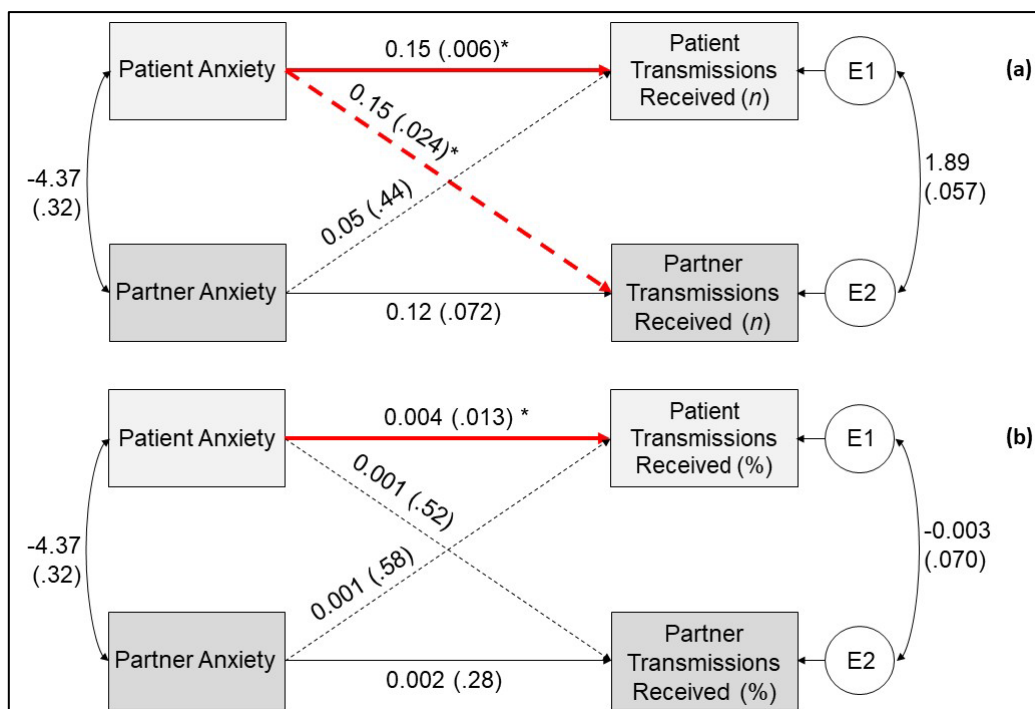 Patient Anxiety
0.15 (.006)*
Patient
Transmissions
Received (n)
E1
(a)
0.15 (.024)*
-4.37
(.32)
0.05 (.44)
1.89
(.057)
Partner Anxiety
0.12 (.072)
Partner
Transmissions
Received (n)
E2
Patient Anxiety
0.004 (.013) *
Patient
Transmissions
Received (%)
E1
(b)
0.001 (.52)
-4.37
(.32)
0.001 (.58)
-0.003
(.070)
Partner Anxiety
0.002 (.28)
Partner
Transmissions
Received (%)
E2